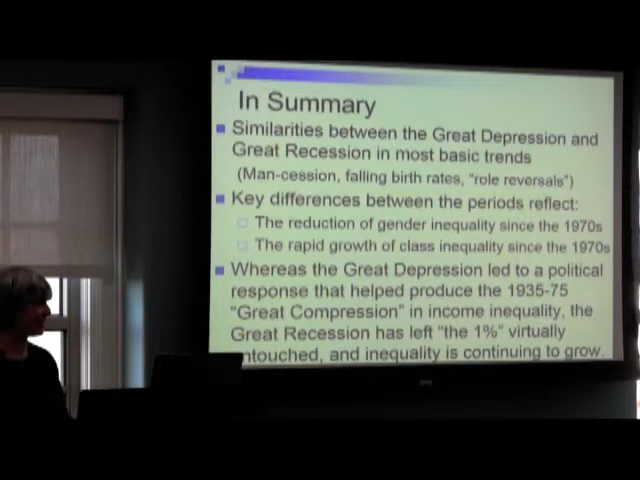 In Summary
Similarities between the Great Depression and
Great Recession in most basic trends
(Man-cession, falling birth rates, "role reversals")
Key differences between the periods reflect:
The reduction of gender inequality since the 1970s
The rapid growth of class inequality since the 1970s
Whereas the Great Depression led to a political
response that helped produce the 1935-75
"Great Compression" in income inequality, the
Great Recession has left "the 1%" virtually
ntouched, and inequality is continuing to grow.